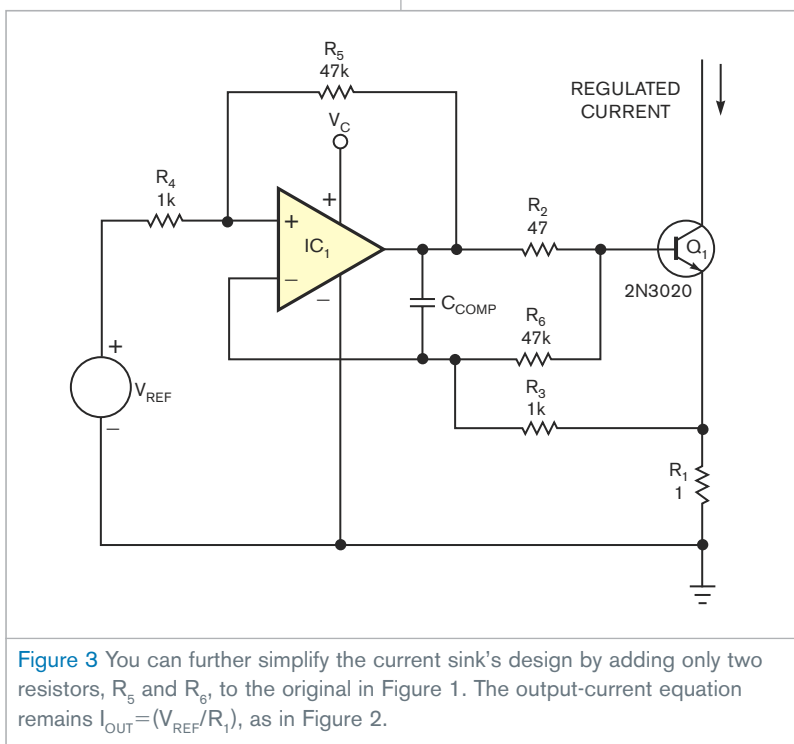 R5
47k
VC
REGULATED
CURRENT
R4
1k
+
+
IC1
−
−
R2
47
Q1
2N3020
CCOMP
R6
47k
+
VREF
−
R3
1k
R1
1
Figure 3 You can further simplify the current sink's design by adding only two
resistors, R5 and R6, to the original in Figure 1. The output-current equation
remains IOUT=(VREF/R1), as in Figure 2.